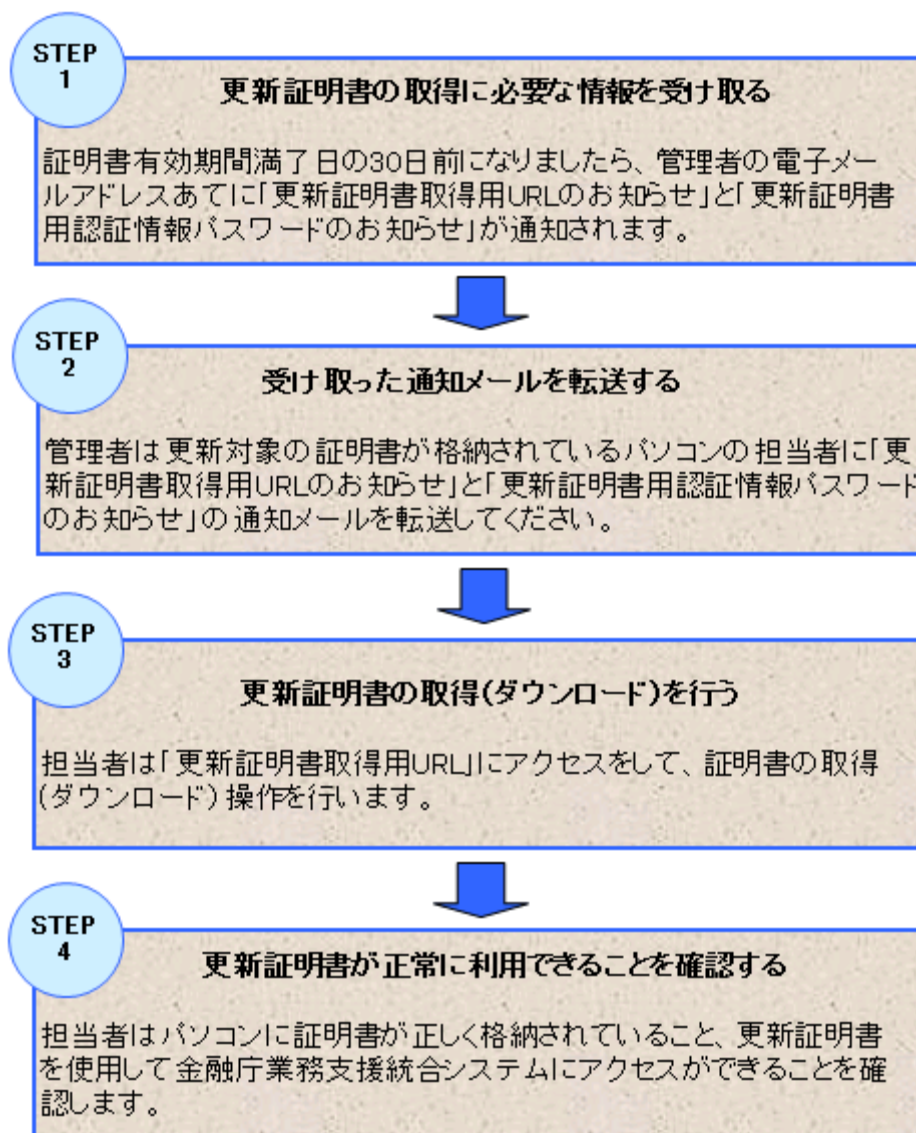 STEP
1
更新証明書の取得に必要な情報を受け取る
証明書有効期間満了日の30日前になりましたら、管理者の電子メー
ルアドレスあてに「更新証明書取得用URLのお知らせ」と「更新証明書
用認証情報パスワードのお知らせ」が通知されます。
STEP
2
受け取った通知メールを転送する
管理者は更新対象の証明書が格納されているパソコンの担当者に「更
新証明書取得用URLのお知らせ」と「更新証明書用認証情報パスワード
のお知らせ」の通知メールを転送してください。
STEP
3
更新証明書の取得(ダウンロード)を行う
担当者は「更新証明書取得用URL」にアクセスをして、証明書の取得
(ダウンロード)操作を行います。
STEP
4
更新証明書が正常に利用できることを確認する
担当者はパソコンに証明書が正しく格納されていること、更新証明書
を使用して金融庁業務支援統合システムにアクセスができることを確
認します。